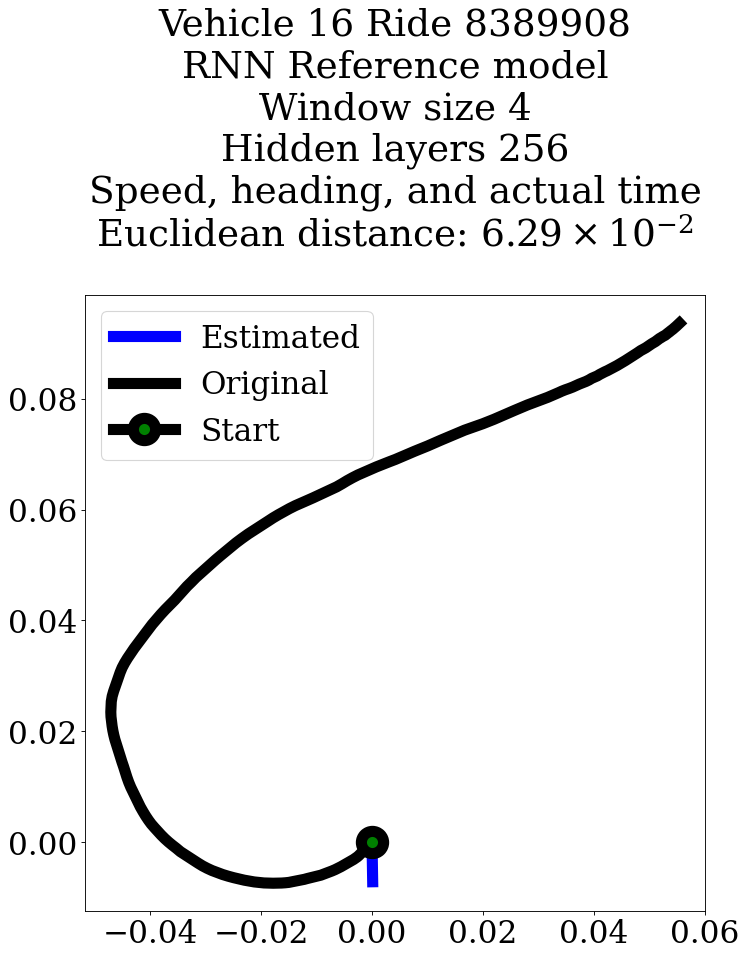 Vehicle 16 Ride 8389908
RNN Reference model
Window size 4
Hidden layers 256
Speed, heading, and actual time
Euclidean distance: 6.29 × 10⁻²
Estimated
Original
Start
0.08
0.06
0.04
0.02
0.00
−0.04 −0.02 0.00 0.02 0.04 0.06